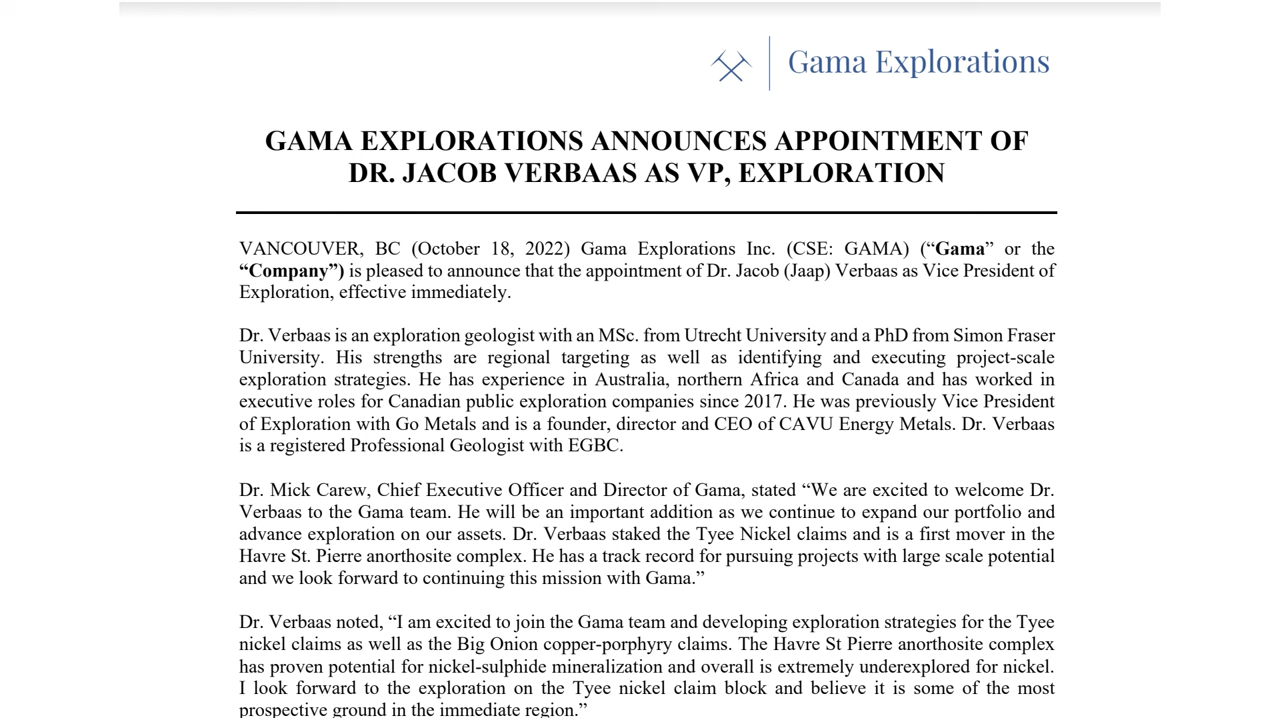 Gama Explorations
GAMA EXPLORATIONS ANNOUNCES APPOINTMENT OF
DR. JACOB VERBAAS AS VP, EXPLORATION
VANCOUVER, BC (October 18, 2022) Gama Explorations Inc. (CSE: GAMA) (“Gama” or the
“Company”) is pleased to announce that the appointment of Dr. Jacob (Jaap) Verbaas as Vice President of
Exploration, effective immediately.
Dr. Verbaas is an exploration geologist with an MSc. from Utrecht University and a PhD from Simon Fraser
University. His strengths are regional targeting as well as identifying and executing project-scale
exploration strategies. He has experience in Australia, northern Africa and Canada and has worked in
executive roles for Canadian public exploration companies since 2017. He was previously Vice President
of Exploration with Go Metals and is a founder, director and CEO of CAVU Energy Metals. Dr. Verbaas
is a registered Professional Geologist with EGBC.
Dr. Mick Carew, Chief Executive Officer and Director of Gama, stated “We are excited to welcome Dr.
Verbaas to the Gama team. He will be an important addition as we continue to expand our portfolio and
advance exploration on our assets. Dr. Verbaas staked the Tyee Nickel claims and is a first mover in the
Havre St. Pierre anorthosite complex. He has a track record for pursuing projects with large scale potential
and we look forward to continuing this mission with Gama.”
Dr. Verbaas noted, “I am excited to join the Gama team and developing exploration strategies for the Tyee
nickel claims as well as the Big Onion copper-porphyry claims. The Havre St Pierre anorthosite complex
has proven potential for nickel-sulphide mineralization and overall is extremely underexplored for nickel.
I look forward to the exploration on the Tyee nickel claim block and believe it is some of the most
prospective ground in the immediate region.”